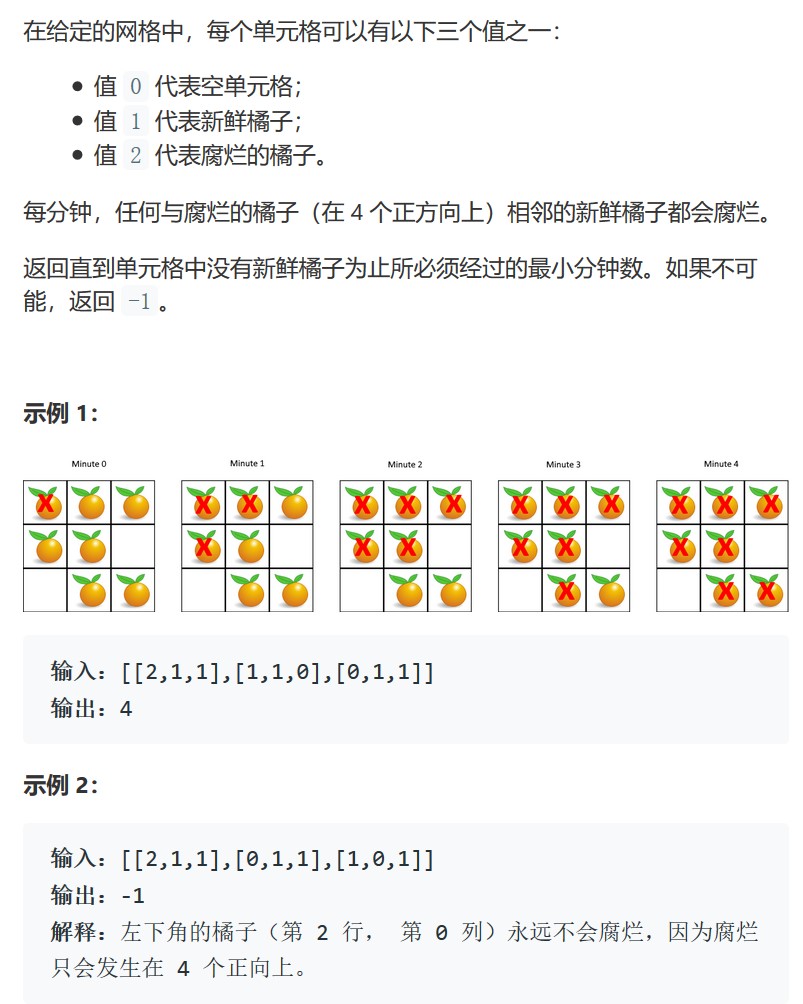 在给定的网格中，每个单元格可以有以下三个值之一：
• 值 0 代表空单元格；
• 值 1 代表新鲜橘子；
• 值 2 代表腐烂的橘子。
每分钟，任何与腐烂的橘子（在 4 个正方向上）相邻的新鲜橘子都会腐烂。
返回直到单元格中没有新鲜橘子为止所必须经过的最小分钟数。如果不可
能，返回 -1 。
示例 1：
Minute 0 Minute 1 Minute 2 Minute 3 Minute 4
输入：[[2,1,1],[1,1,0],[0,1,1]]
输出：4
示例 2：
输入：[[2,1,1],[0,1,1],[1,0,1]]
输出：-1
解释：左下角的橘子（第 2 行， 第 0 列）永远不会腐烂，因为腐烂
只会发生在 4 个正向上。